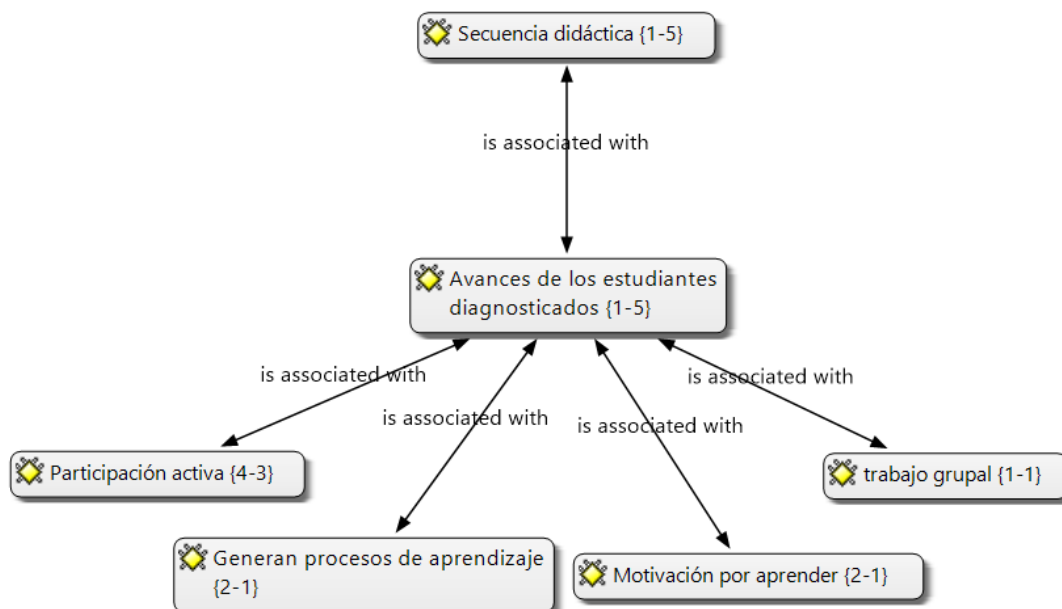 Secuencia didáctica {1-5}
is associated with
Avances de los estudiantes
diagnosticados {1-5}
is associated with
is associated with
is associated with
is associated with
Participación activa {4-3}
trabajo grupal {1-1}
Generan procesos de aprendizaje
{2-1}
Motivación por aprender {2-1}